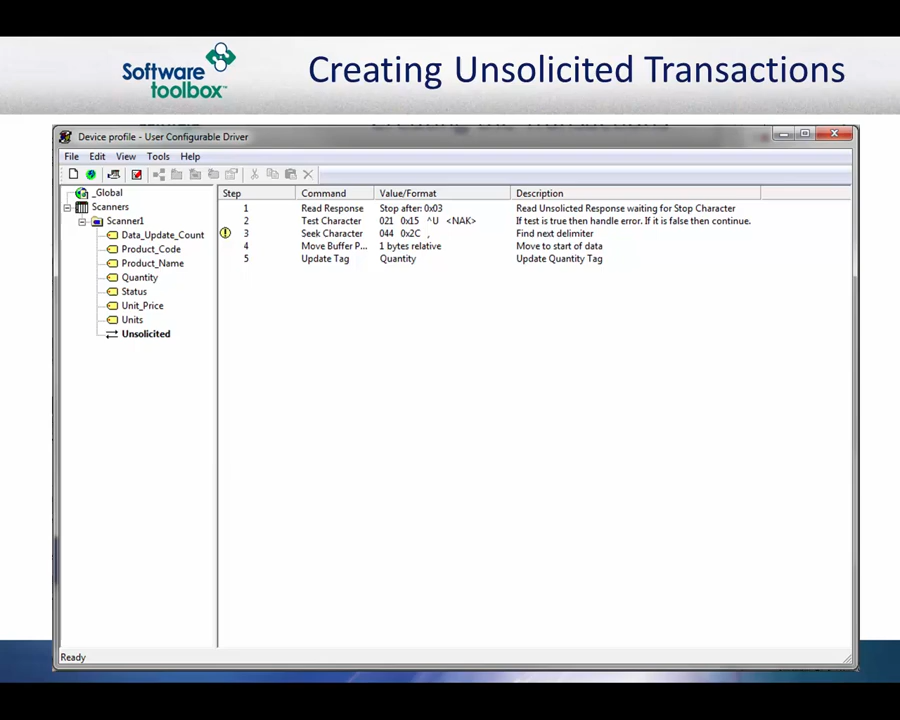 Software
toolbox™
Creating Unsolicited Transactions
Device profile - User Configurable Driver
File Edit View Tools Help
_Global
Scanners
Scanner1
Data_Update_Count
Product_Code
Product_Name
Quantity
Status
Unit_Price
Units
Unsolicited
Step Command Value/Format Description
1 Read Response Stop after: 0x03 Read Unsolicted Response waiting for Stop Character
2 Test Character 021 0x15 ^U <NAK> If test is true then handle error. If it is false then continue.
3 Seek Character 044 0x2C , Find next delimiter
4 Move Buffer P... 1 bytes relative Move to start of data
5 Update Tag Quantity Update Quantity Tag
Ready